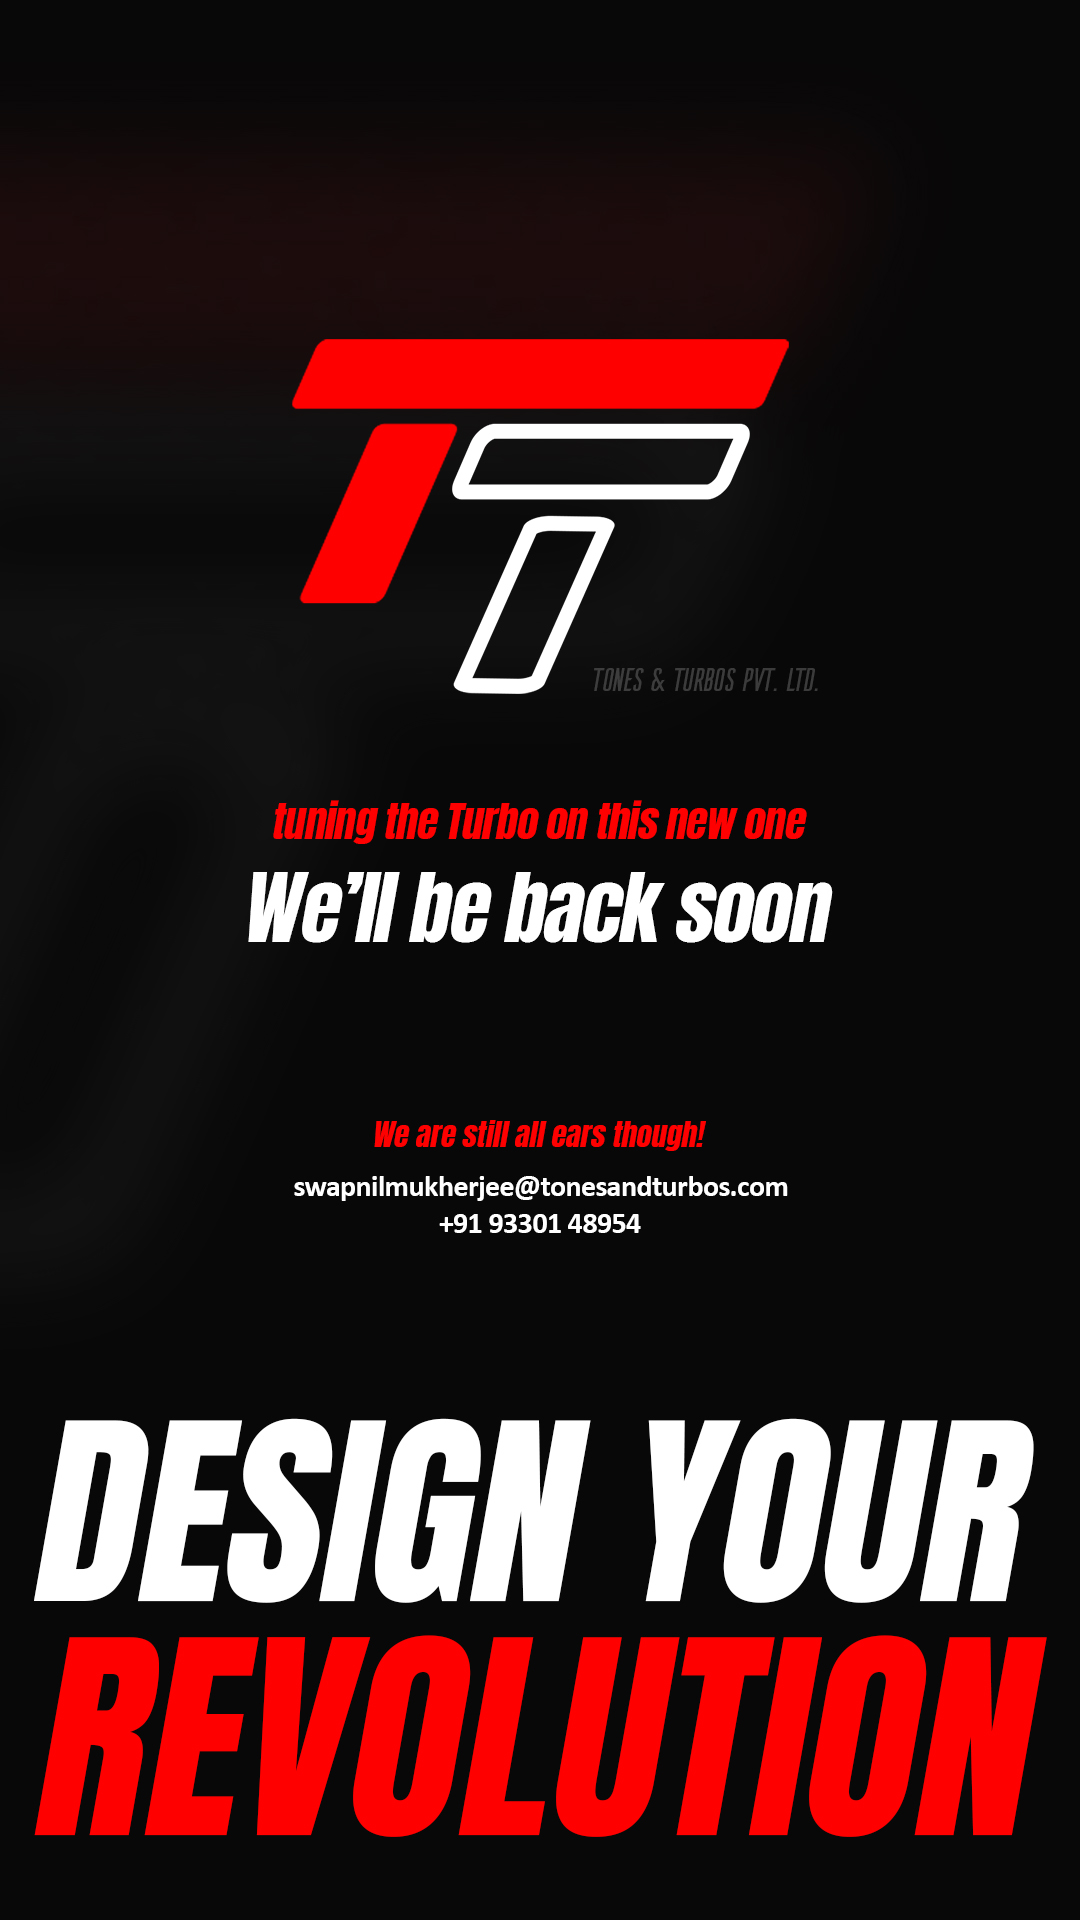 TONES & TURBOS PVT. LTD.
tuning the Turbo on this new one
We’ll be back soon
We are still all ears though!
swapnilmukherjee@tonesandturbos.com
+91 93301 48954
DESIGN YOUR
REVOLUTION